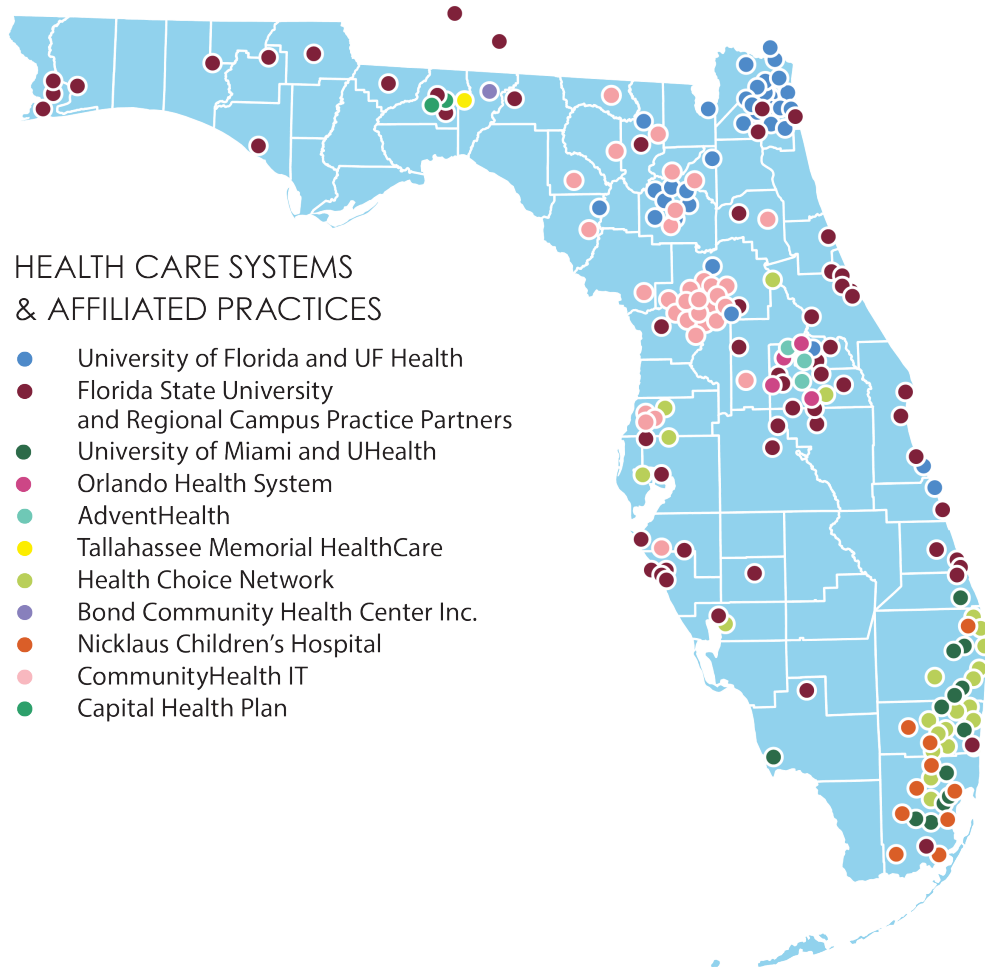 HEALTH CARE SYSTEMS
& AFFILIATED PRACTICES
University of Florida and UF Health
Florida State University
and Regional Campus Practice Partners
University of Miami and UHealth
Orlando Health System
AdventHealth
Tallahassee Memorial HealthCare
Health Choice Network
Bond Community Health Center Inc.
Nicklaus Children’s Hospital
CommunityHealth IT
Capital Health Plan